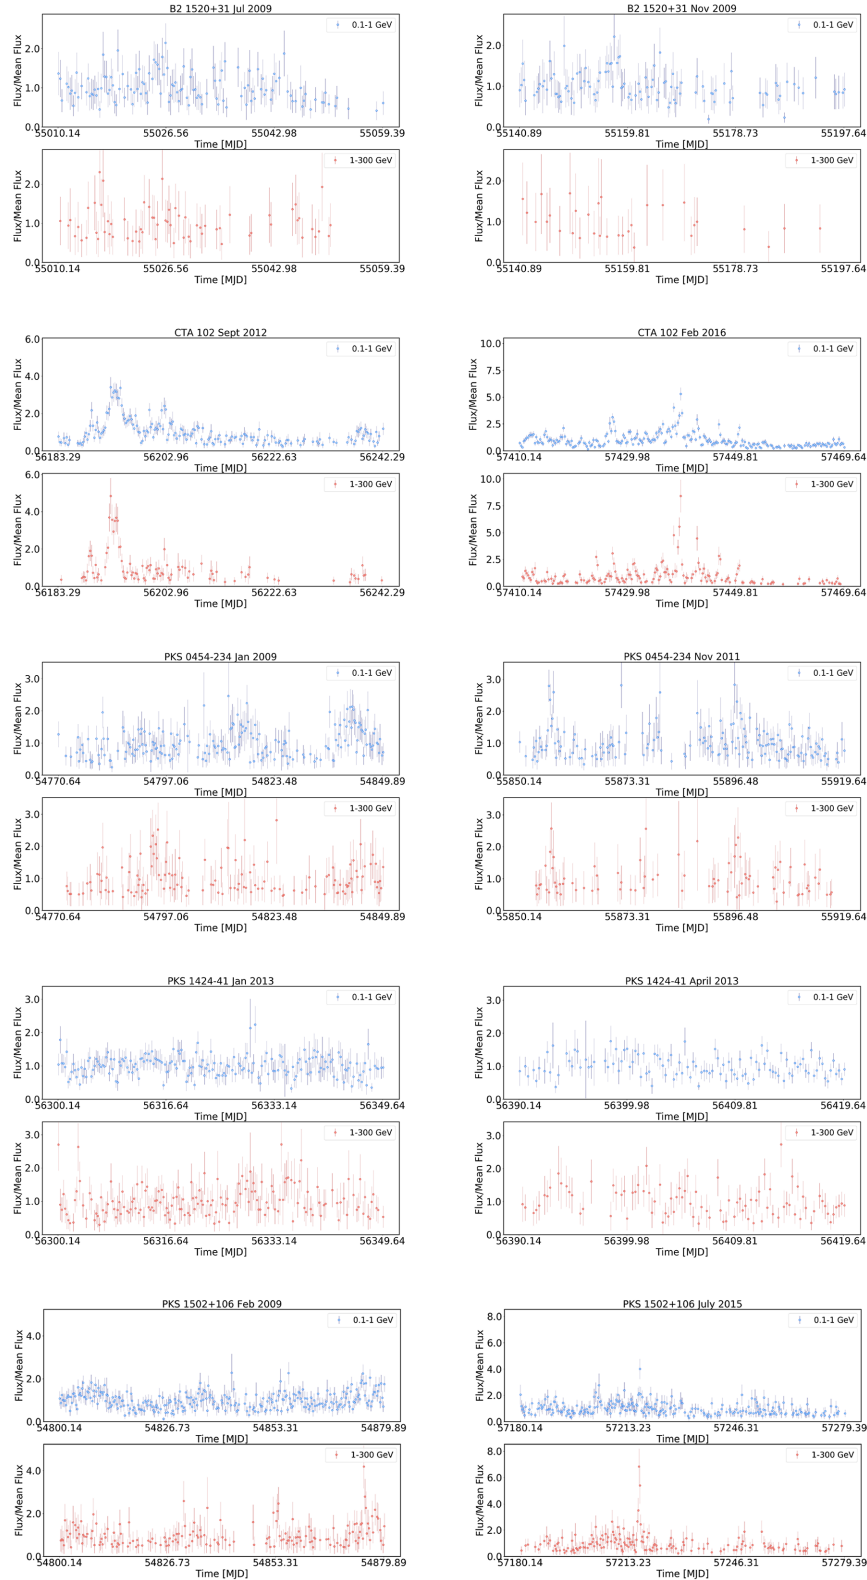 B2 1520+31 Jul 2009
0.1-1 GeV
Flux/Mean Flux
2.0
1.0
0.0
55010.14 55026.56 55042.98 55059.39
Time [MJD]
1-300 GeV
Flux/Mean Flux
2.0
1.0
0.0
55010.14 55026.56 55042.98 55059.39
Time [MJD]
B2 1520+31 Nov 2009
0.1-1 GeV
Flux/Mean Flux
2.0
1.0
0.0
55140.89 55159.81 55178.73 55197.64
Time [MJD]
1-300 GeV
Flux/Mean Flux
2.0
1.0
0.0
55140.89 55159.81 55178.73 55197.64
Time [MJD]
CTA 102 Sept 2012
0.1-1 GeV
Flux/Mean Flux
6.0
4.0
2.0
0.0
56183.29 56202.96 56222.63 56242.29
Time [MJD]
1-300 GeV
Flux/Mean Flux
6.0
4.0
2.0
0.0
56183.29 56202.96 56222.63 56242.29
Time [MJD]
CTA 102 Feb 2016
0.1-1 GeV
Flux/Mean Flux
10.0
7.5
5.0
2.5
0.0
57410.14 57429.98 57449.81 57469.64
Time [MJD]
1-300 GeV
Flux/Mean Flux
10.0
7.5
5.0
2.5
0.0
57410.14 57429.98 57449.81 57469.64
Time [MJD]
PKS 0454-234 Jan 2009
0.1-1 GeV
Flux/Mean Flux
3.0
2.0
1.0
0.0
54770.64 54797.06 54823.48 54849.89
Time [MJD]
1-300 GeV
Flux/Mean Flux
3.0
2.0
1.0
0.0
54770.64 54797.06 54823.48 54849.89
Time [MJD]
PKS 0454-234 Nov 2011
0.1-1 GeV
Flux/Mean Flux
3.0
2.0
1.0
0.0
55850.14 55873.31 55896.48 55919.64
Time [MJD]
1-300 GeV
Flux/Mean Flux
3.0
2.0
1.0
0.0
55850.14 55873.31 55896.48 55919.64
Time [MJD]
PKS 1424-41 Jan 2013
0.1-1 GeV
Flux/Mean Flux
3.0
2.0
1.0
0.0
56300.14 56316.64 56333.14 56349.64
Time [MJD]
1-300 GeV
Flux/Mean Flux
3.0
2.0
1.0
0.0
56300.14 56316.64 56333.14 56349.64
Time [MJD]
PKS 1424-41 April 2013
0.1-1 GeV
Flux/Mean Flux
3.0
2.0
1.0
0.0
56390.14 56399.98 56409.81 56419.64
Time [MJD]
1-300 GeV
Flux/Mean Flux
3.0
2.0
1.0
0.0
56390.14 56399.98 56409.81 56419.64
Time [MJD]
PKS 1502+106 Feb 2009
0.1-1 GeV
Flux/Mean Flux
4.0
2.0
0.0
54800.14 54826.73 54853.31 54879.89
Time [MJD]
1-300 GeV
Flux/Mean Flux
4.0
2.0
0.0
54800.14 54826.73 54853.31 54879.89
Time [MJD]
PKS 1502+106 July 2015
0.1-1 GeV
Flux/Mean Flux
8.0
6.0
4.0
2.0
0.0
57180.14 57213.23 57246.31 57279.39
Time [MJD]
1-300 GeV
Flux/Mean Flux
8.0
6.0
4.0
2.0
0.0
57180.14 57213.23 57246.31 57279.39
Time [MJD]